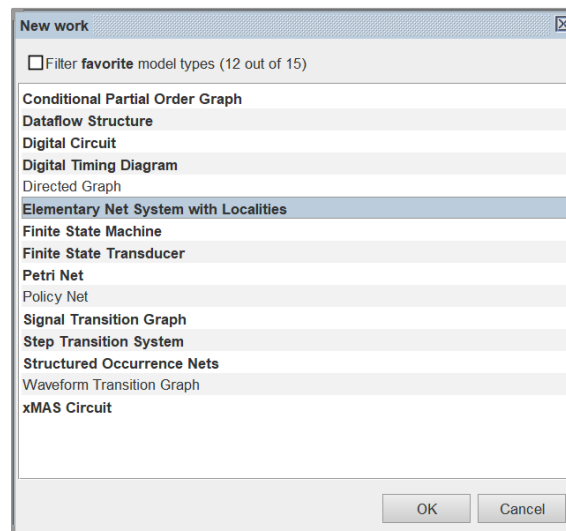 New work
Filter favorite model types (12 out of 15)
Conditional Partial Order Graph
Dataflow Structure
Digital Circuit
Digital Timing Diagram
Directed Graph
Elementary Net System with Localities
Finite State Machine
Finite State Transducer
Petri Net
Policy Net
Signal Transition Graph
Step Transition System
Structured Occurrence Nets
Waveform Transition Graph
xMAS Circuit
OK Cancel